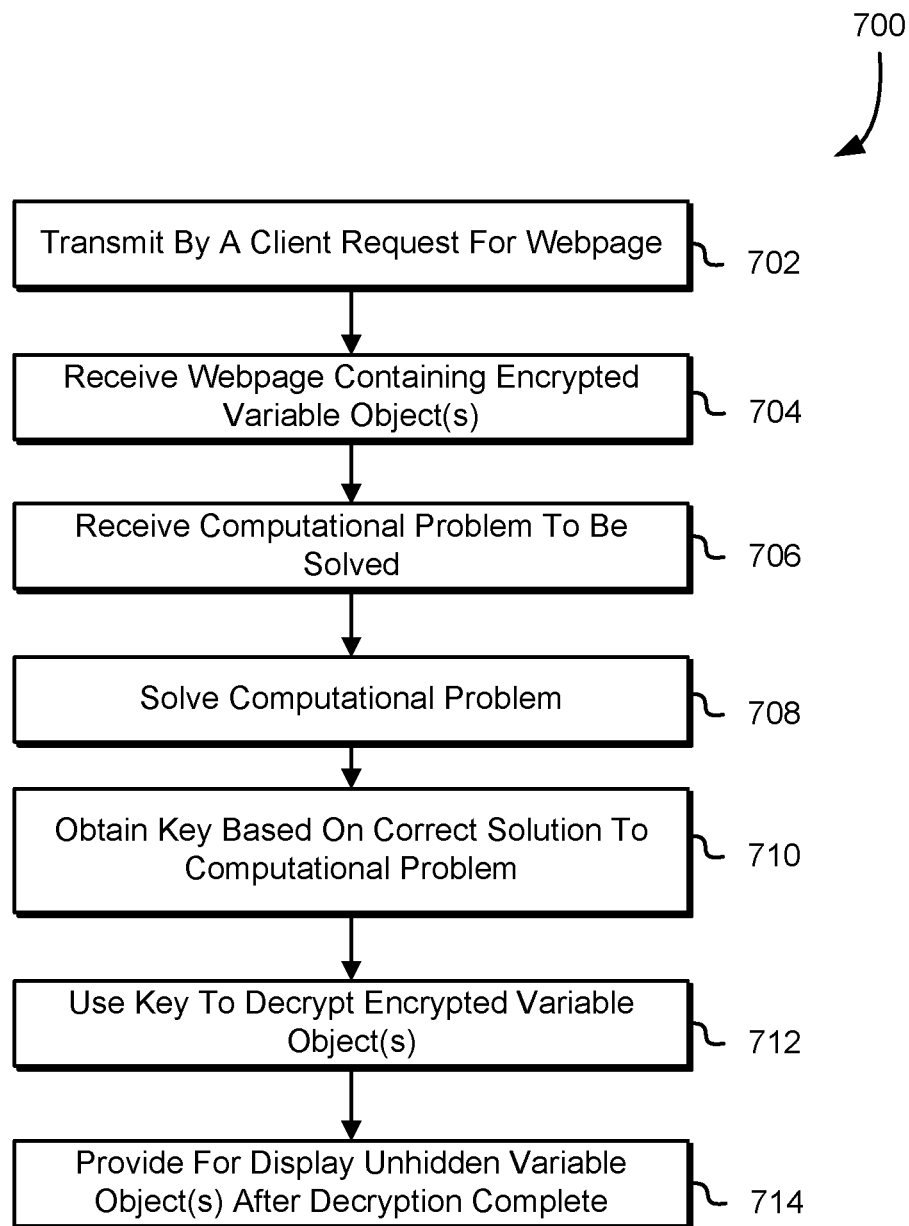 700
Transmit By A Client Request For Webpage
702
Receive Webpage Containing Encrypted
Variable Object(s)
704
Receive Computational Problem To Be
Solved
706
Solve Computational Problem
708
Obtain Key Based On Correct Solution To
Computational Problem
710
Use Key To Decrypt Encrypted Variable
Object(s)
712
Provide For Display Unhidden Variable
Object(s) After Decryption Complete
714